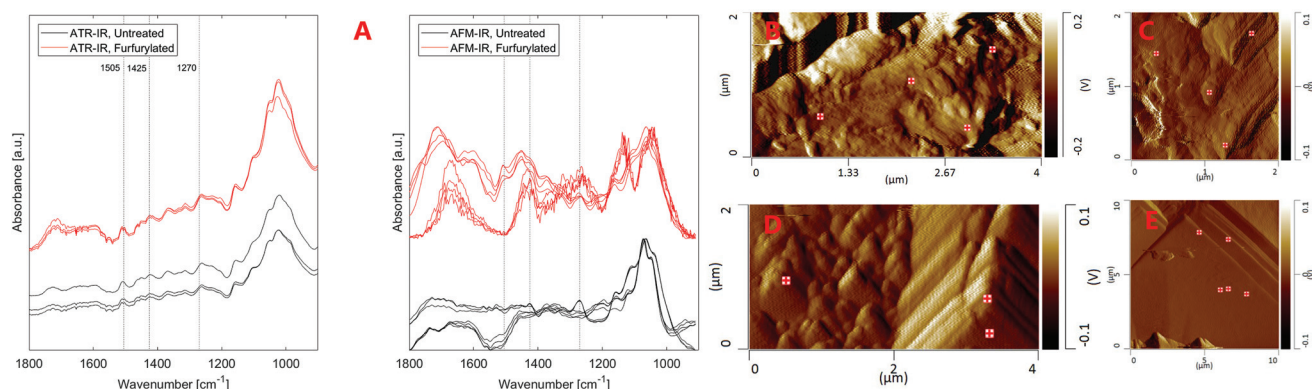 ATR-IR, Untreated
ATR-IR, Furfurylated
1505
1425
1270
Absorbance [a.u.]
1800
1600
1400
1200
1000
Wavenumber [cm⁻¹]
A
AFM-IR, Untreated
AFM-IR, Furfurylated
Absorbance [a.u.]
1800
1600
1400
1200
1000
Wavenumber [cm⁻¹]
B
2
(µm)
0
0
1.33
2.67
4
(µm)
0.2
(V)
-0.2
C
2
(µm)
1
0
0
1
2
(µm)
0.1
-0.1
D
2
(µm)
0
0
2
4
(µm)
0.1
(V)
-0.1
E
10
(µm)
5
0
0
5
10
(µm)
0.1
-0.1